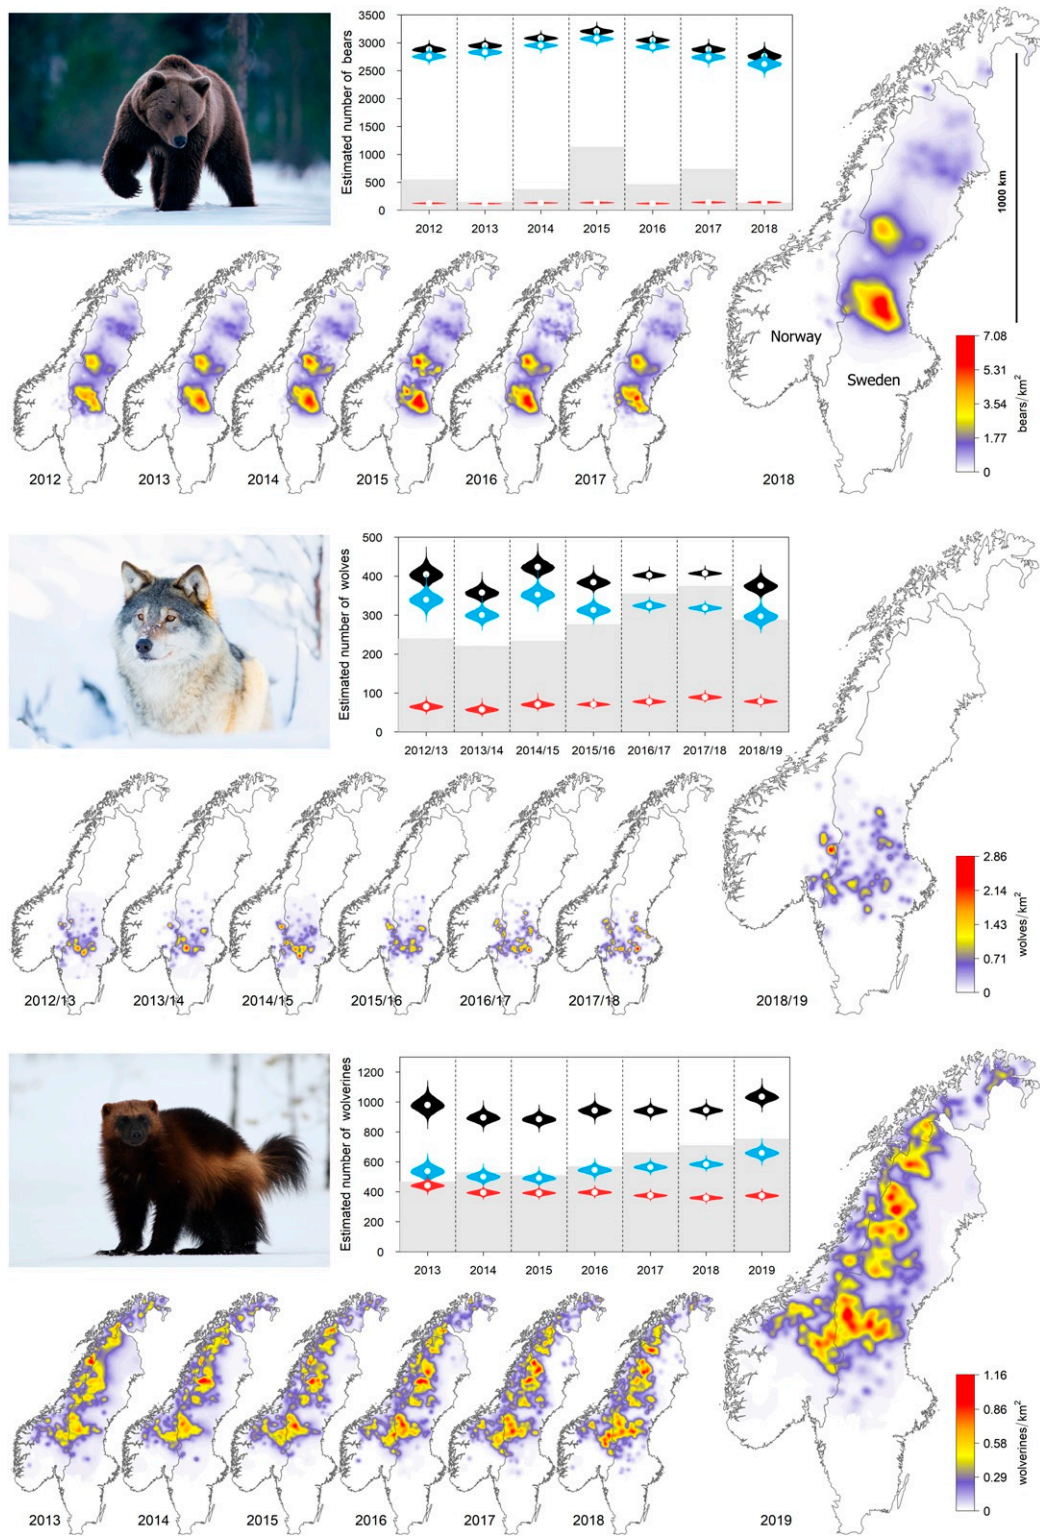 Estimated number of bears
3500
3000
2500
2000
1500
1000
500
0
2012 2013 2014 2015 2016 2017 2018
1000 km
Norway
Sweden
7.08
5.31
3.54
1.77
0
bears/km²
2012 2013 2014 2015 2016 2017 2018
Estimated number of wolves
500
400
300
200
100
0
2012/13 2013/14 2014/15 2015/16 2016/17 2017/18 2018/19
2.86
2.14
1.43
0.71
0
wolves/km²
2012/13 2013/14 2014/15 2015/16 2016/17 2017/18 2018/19
Estimated number of wolverines
1200
1000
800
600
400
200
0
2013 2014 2015 2016 2017 2018 2019
1.16
0.86
0.58
0.29
0
wolverines/km²
2013 2014 2015 2016 2017 2018 2019